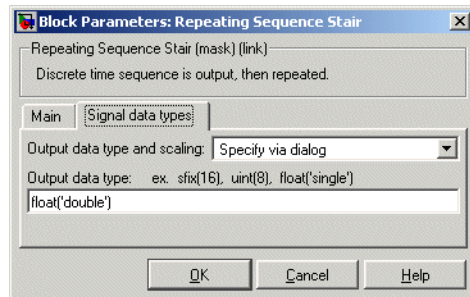 Block Parameters: Repeating Sequence Stair
Repeating Sequence Stair (mask) (link)
Discrete time sequence is output, then repeated.
Main Signal data types
Output data type and scaling: Specify via dialog
Output data type: ex. sfix(16), uint(8), float('single')
float('double')
OK Cancel Help